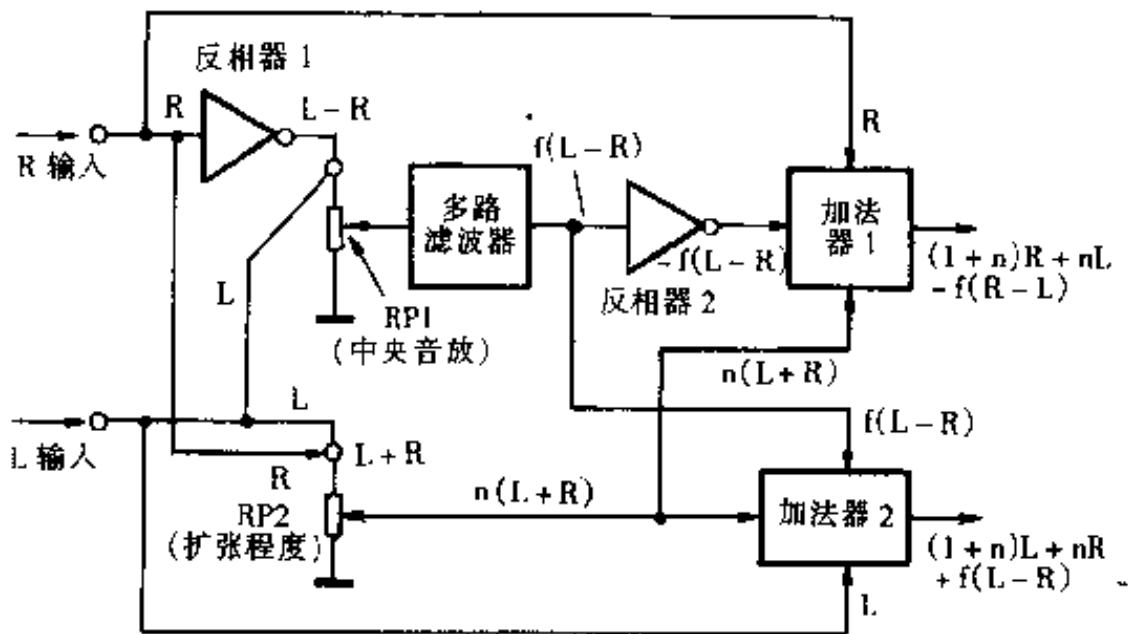 反相器 1
R
L-R
R 输入
f(L-R)
R
多路
滤波器
加法
器 1
-f(L-R)
(1+n)R+nL
-f(R-L)
反相器 2
L
RP1
(中央音放)
n(L+R)
L
f(L-R)
L 输入
L+R
R
n(L+R)
RP2
(扩张程度)
加法器 2
(1+n)L+nR
+f(L-R)
L